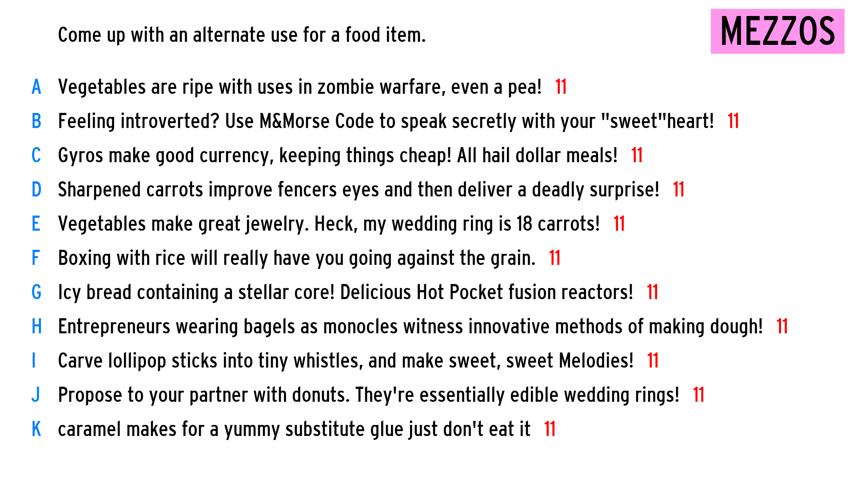 Come up with an alternate use for a food item.
MEZZOS
A Vegetables are ripe with uses in zombie warfare, even a pea! 11
B Feeling introverted? Use M&Morse Code to speak secretly with your "sweet"heart! 11
C Gyros make good currency, keeping things cheap! All hail dollar meals! 11
D Sharpened carrots improve fencers eyes and then deliver a deadly surprise! 11
E Vegetables make great jewelry. Heck, my wedding ring is 18 carrots! 11
F Boxing with rice will really have you going against the grain. 11
G Icy bread containing a stellar core! Delicious Hot Pocket fusion reactors! 11
H Entrepreneurs wearing bagels as monocles witness innovative methods of making dough! 11
I Carve lollipop sticks into tiny whistles, and make sweet, sweet Melodies! 11
J Propose to your partner with donuts. They're essentially edible wedding rings! 11
K caramel makes for a yummy substitute glue just don't eat it 11